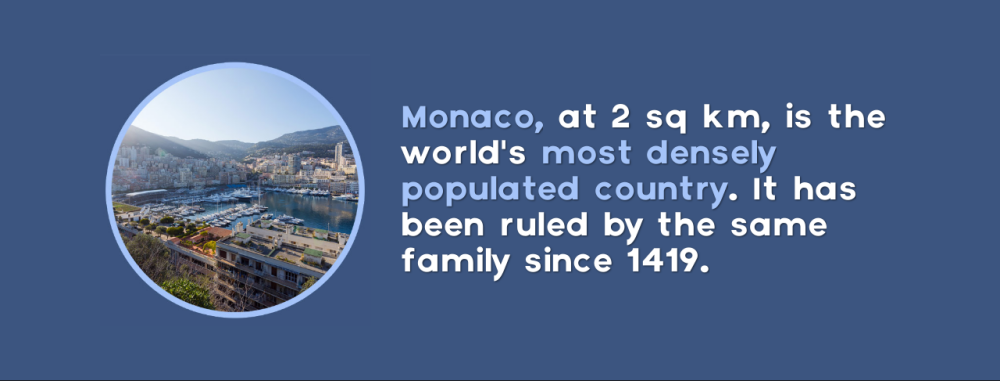 Monaco, at 2 sq km, is the
world's most densely
populated country. It has
been ruled by the same
family since 1419.